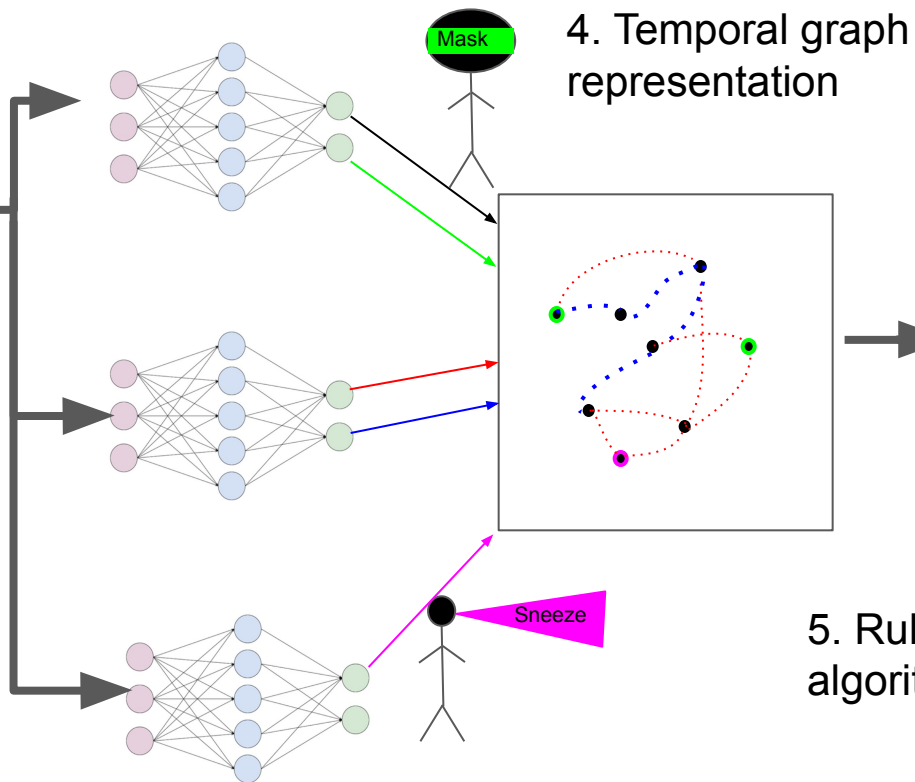 Mask
4. Temporal graph
representation
Sneeze
5. Rul
algorit